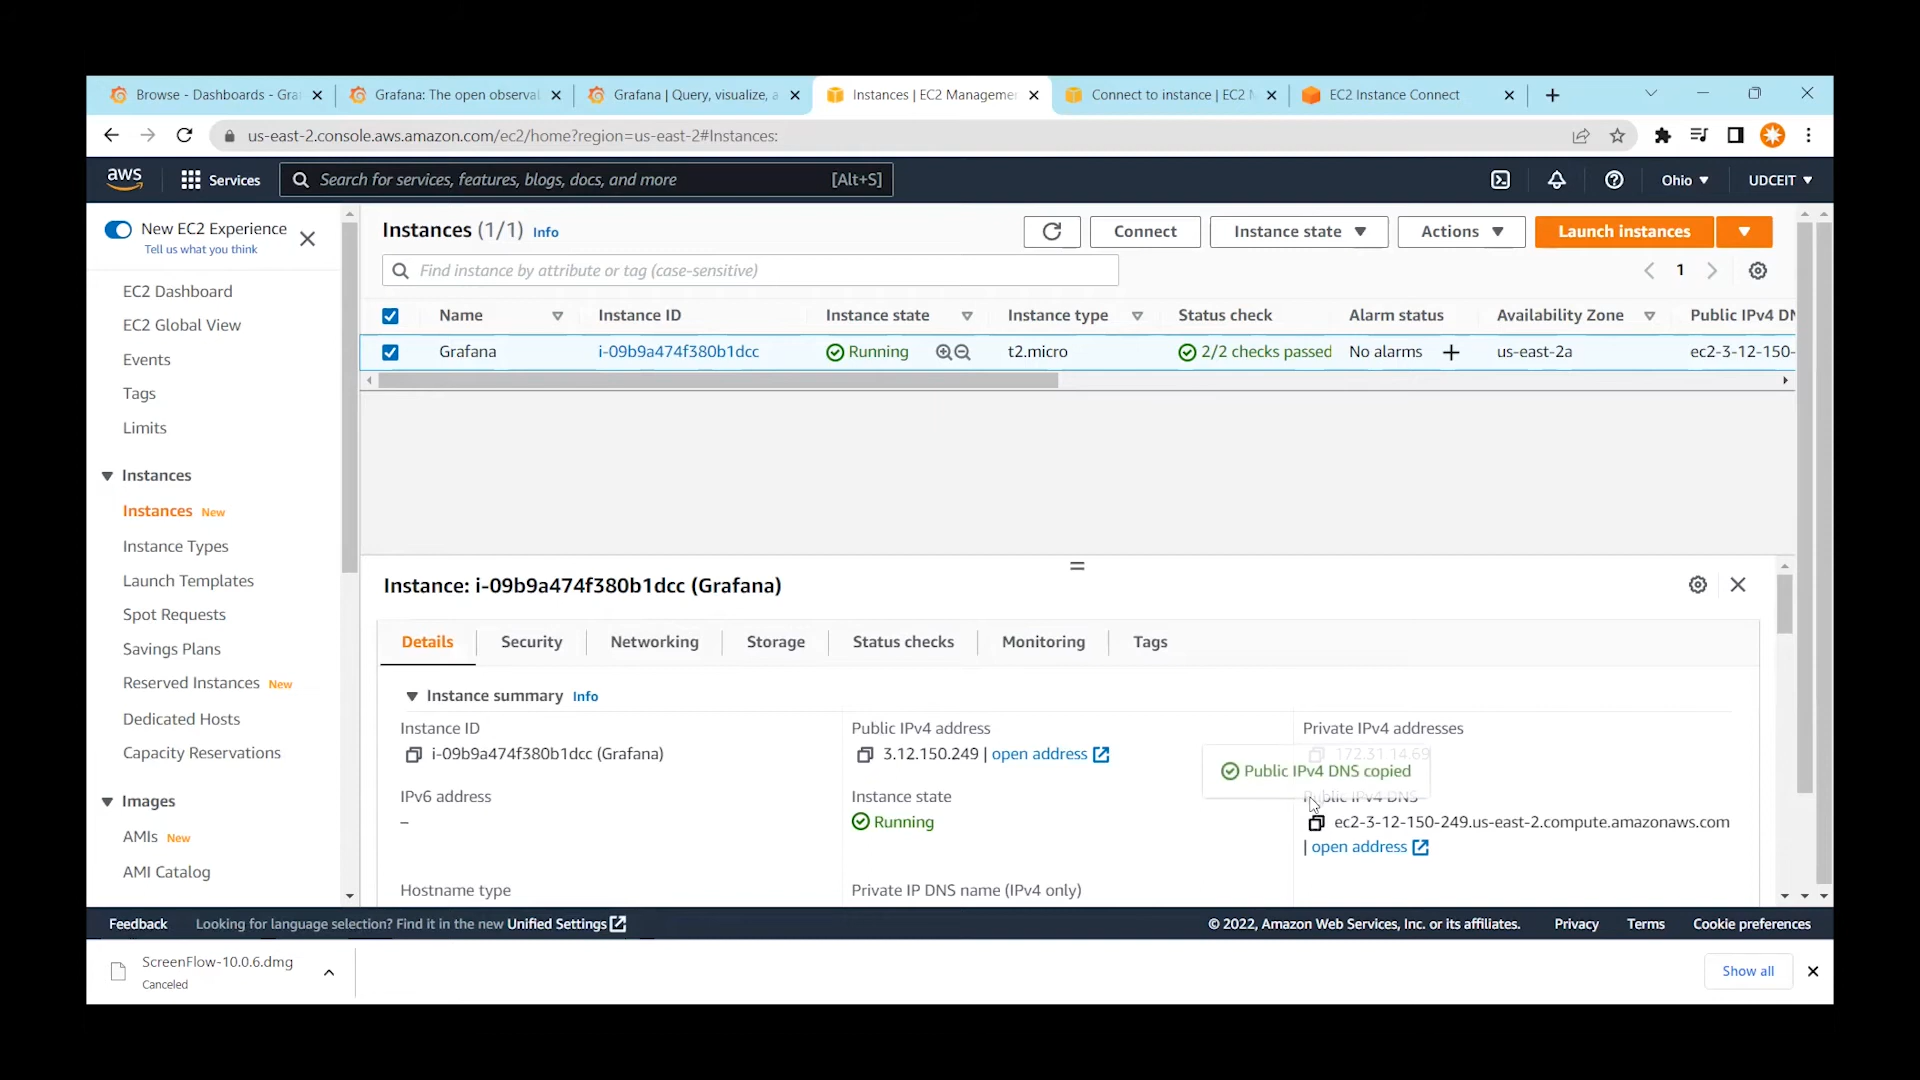 Browse - Dashboards - Gra
Grafana: The open observal
Grafana | Query, visualize, a
Instances | EC2 Manageme
Connect to instance | EC2 M
EC2 Instance Connect
us-east-2.console.aws.amazon.com/ec2/home?region=us-east-2#Instances:
aws
Services
Search for services, features, blogs, docs, and more
[Alt+S]
Ohio
UDCEIT
New EC2 Experience
Tell us what you think
EC2 Dashboard
EC2 Global View
Events
Tags
Limits
Instances
Instances New
Instance Types
Launch Templates
Spot Requests
Savings Plans
Reserved Instances New
Dedicated Hosts
Capacity Reservations
Images
AMIs New
AMI Catalog
Instances (1/1) Info
Connect
Instance state
Actions
Launch instances
Find instance by attribute or tag (case-sensitive)
1
Name Instance ID Instance state Instance type Status check Alarm status Availability Zone Public IPv4 DN
Grafana i-09b9a474f380b1dcc Running t2.micro 2/2 checks passed No alarms us-east-2a ec2-3-12-150-
Instance: i-09b9a474f380b1dcc (Grafana)
Details Security Networking Storage Status checks Monitoring Tags
Instance summary Info
Instance ID
i-09b9a474f380b1dcc (Grafana)
Public IPv4 address
3.12.150.249 | open address
Private IPv4 addresses
172.31.14.69
Public IPv4 DNS copied
IPv6 address
–
Instance state
Running
Public IPv4 DNS
ec2-3-12-150-249.us-east-2.compute.amazonaws.com
| open address
Hostname type
Private IP DNS name (IPv4 only)
Feedback
Looking for language selection? Find it in the new Unified Settings
© 2022, Amazon Web Services, Inc. or its affiliates.
Privacy
Terms
Cookie preferences
ScreenFlow-10.0.6.dmg
Canceled
Show all